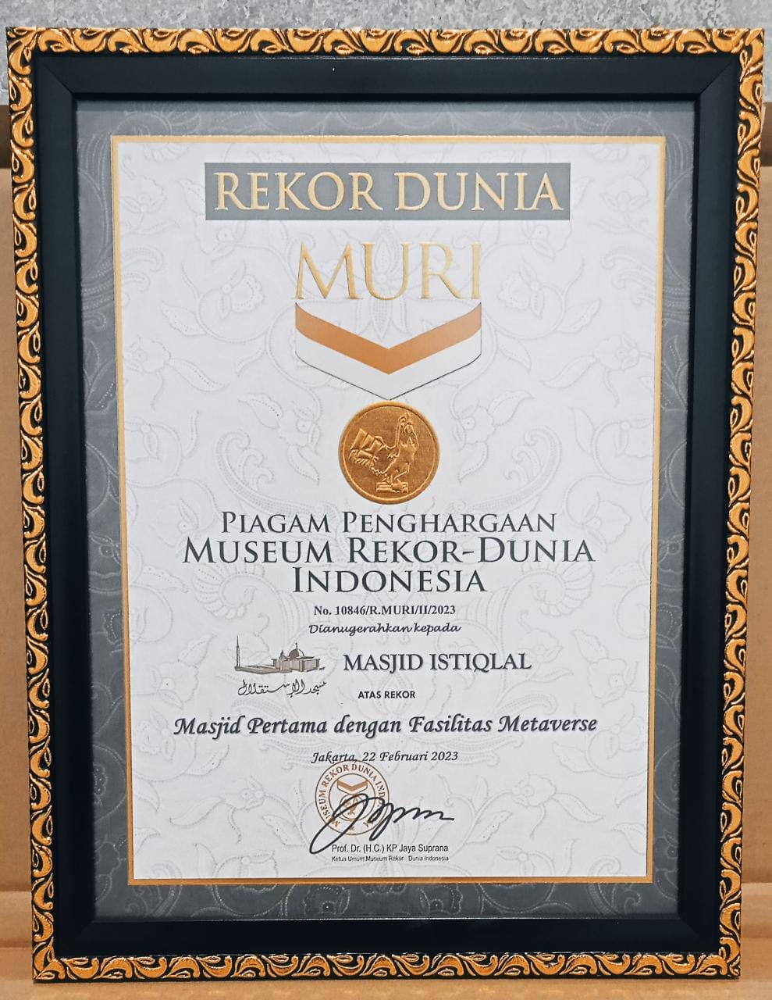 REKOR DUNIA
MURI
PIAGAM PENGHARGAAN
MUSEUM REKOR-DUNIA
INDONESIA
No. 10846/R.MURI/II/2023
Dianugerahkan kepada
MASJID ISTIQLAL
مسجد الاستقلال
ATAS REKOR
Masjid Pertama dengan Fasilitas Metaverse
Jakarta, 22 Februari 2023
MUSEUM REKOR DUNIA IND
Prof. Dr. (H.C.) KP Jaya Suprana
Ketua Umum Museum Rekor - Dunia Indonesia